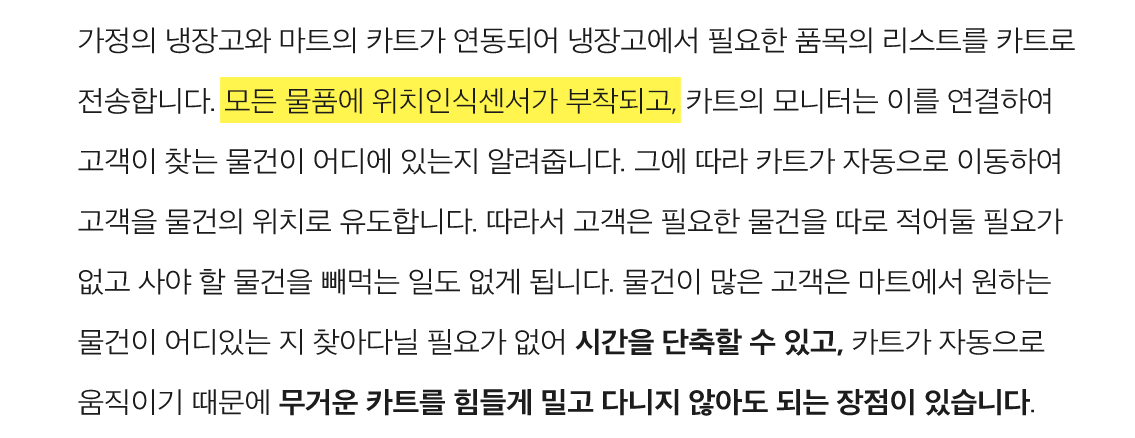 가정의 냉장고와 마트의 카트가 연동되어 냉장고에서 필요한 품목의 리스트를 카트로
전송합니다. 모든 물품에 위치인식센서가 부착되고, 카트의 모니터는 이를 연결하여
고객이 찾는 물건이 어디에 있는지 알려줍니다. 그에 따라 카트가 자동으로 이동하여
고객을 물건의 위치로 유도합니다. 따라서 고객은 필요한 물건을 따로 적어둘 필요가
없고 사야 할 물건을 빼먹는 일도 없게 됩니다. 물건이 많은 고객은 마트에서 원하는
물건이 어디있는 지 찾아다닐 필요가 없어 시간을 단축할 수 있고, 카트가 자동으로
움직이기 때문에 무거운 카트를 힘들게 밀고 다니지 않아도 되는 장점이 있습니다.